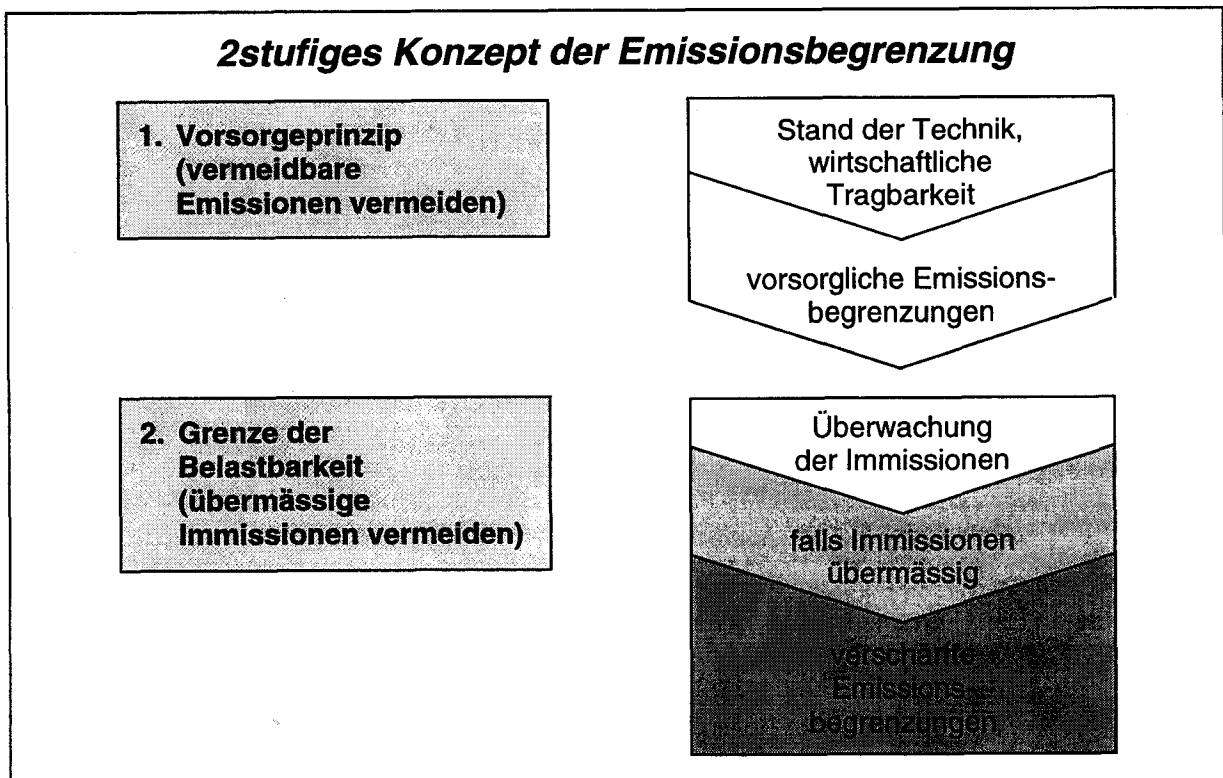 2stufiges Konzept der Emissionsbegrenzung
1. Vorsorgeprinzip
(vermeidbare
Emissionen vermeiden)
Stand der Technik,
wirtschaftliche
Tragbarkeit
vorsorgliche Emissions-
begrenzungen
2. Grenze der
Belastbarkeit
(übermässige
Immissionen vermeiden)
Überwachung
der Immissionen
falls Immissionen
übermässig
verschärfte
Emissions-
begrenzungen